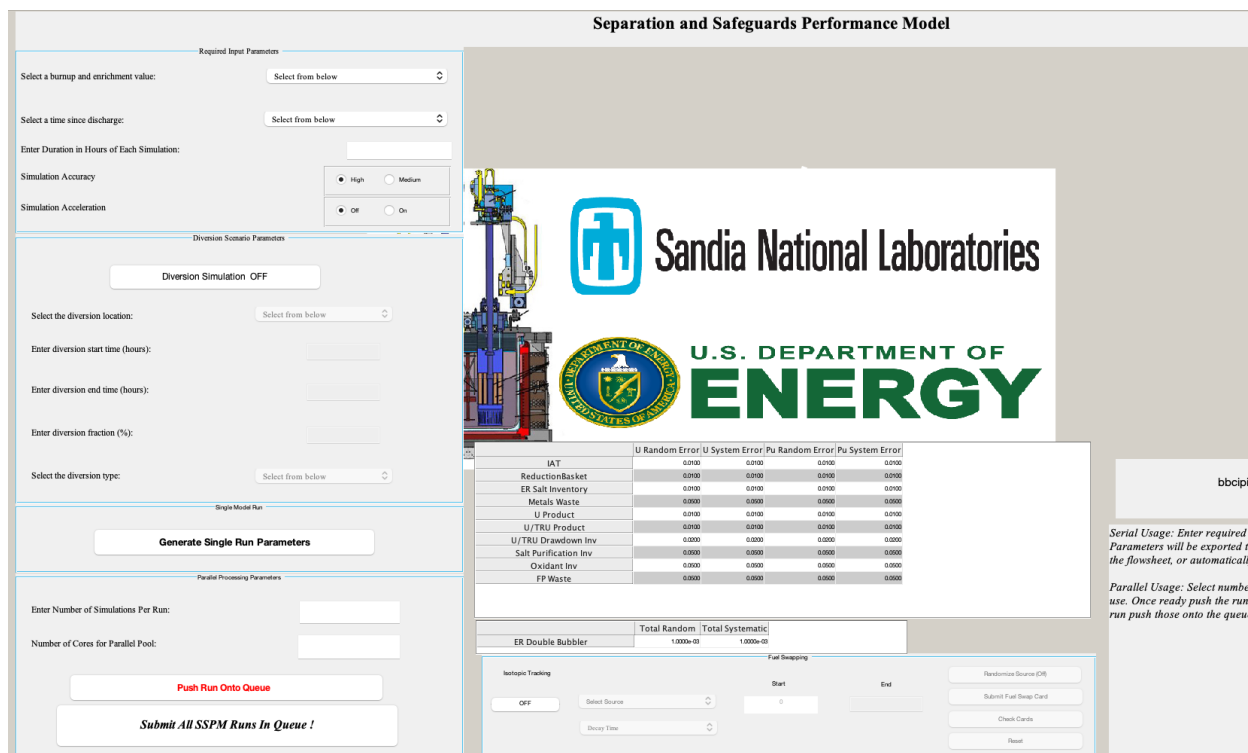 Separation and Safeguards Performance Model
Required Input Parameters
Select a burnup and enrichment value:
Select from below
Select a time since discharge:
Select from below
Enter Duration in Hours of Each Simulation:
Simulation Accuracy
High
Medium
Simulation Acceleration
Off
On
Diversion Scenario Parameters
Diversion Simulation OFF
Select the diversion location:
Select from below
Enter diversion start time (hours):
Enter diversion end time (hours):
Enter diversion fraction (%):
Select the diversion type:
Select from below
Single Model Run
Generate Single Run Parameters
Parallel Processing Parameters
Enter Number of Simulations Per Run:
Number of Cores for Parallel Pool:
Push Run Onto Queue
Submit All SSPM Runs In Queue !
Sandia National Laboratories
DEPARTMENT OF ENERGY
UNITED STATES OF AMERICA
U.S. DEPARTMENT OF
ENERGY
U Random Error U System Error Pu Random Error Pu System Error
IAT 0.0100 0.0100 0.0100 0.0100
ReductionBasket 0.0100 0.0100 0.0100 0.0100
ER Salt Inventory 0.0100 0.0100 0.0100 0.0100
Metals Waste 0.0500 0.0500 0.0500 0.0500
U Product 0.0100 0.0100 0.0100 0.0100
U/TRU Product 0.0100 0.0100 0.0100 0.0100
U/TRU Drawdown Inv 0.0200 0.0200 0.0200 0.0200
Salt Purification Inv 0.0500 0.0500 0.0500 0.0500
Oxidant Inv 0.0500 0.0500 0.0500 0.0500
FP Waste 0.0500 0.0500 0.0500 0.0500
Total Random Total Systematic
ER Double Bubbler 1.0000e-03 1.0000e-03
Fuel Swapping
Isotopic Tracking
OFF
Select Source
Decay Time
Start
0
End
Randomize Source (Off)
Submit Fuel Swap Card
Check Cards
Reset
bbcipi
Serial Usage: Enter required
Parameters will be exported t
the flowsheet, or automaticall
Parallel Usage: Select numbe
use. Once ready push the run
run push those onto the queu